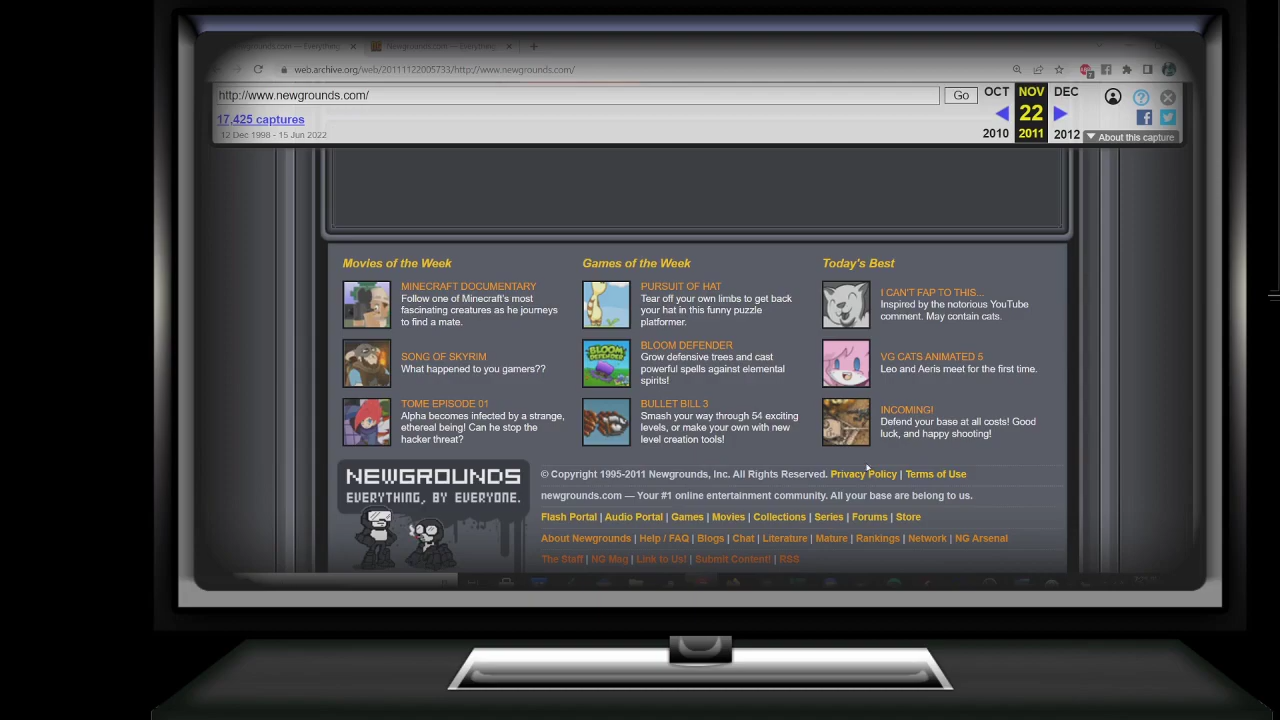 Newgrounds.com — Everything
web.archive.org/web/20111122005733/http://www.newgrounds.com/
http://www.newgrounds.com/
Go
OCT NOV DEC
17,425 captures
22
12 Dec 1998 - 15 Jun 2022
2010 2011 2012
About this capture
Movies of the Week
MINECRAFT DOCUMENTARY
Follow one of Minecraft's most
fascinating creatures as he journeys
to find a mate.
SONG OF SKYRIM
What happened to you gamers??
TOME EPISODE 01
Alpha becomes infected by a strange,
ethereal being! Can he stop the
hacker threat?
Games of the Week
PURSUIT OF HAT
Tear off your own limbs to get back
your hat in this funny puzzle
platformer.
BLOOM DEFENDER
Grow defensive trees and cast
powerful spells against elemental
spirits!
BULLET BILL 3
Smash your way through 54 exciting
levels, or make your own with new
level creation tools!
Today's Best
I CAN'T FAP TO THIS...
Inspired by the notorious YouTube
comment. May contain cats.
VG CATS ANIMATED 5
Leo and Aeris meet for the first time.
INCOMING!
Defend your base at all costs! Good
luck, and happy shooting!
BLOOM
DEFENDER
NEWGROUNDS
EVERYTHING, BY EVERYONE.
© Copyright 1995-2011 Newgrounds, Inc. All Rights Reserved. Privacy Policy | Terms of Use
newgrounds.com — Your #1 online entertainment community. All your base are belong to us.
Flash Portal | Audio Portal | Games | Movies | Collections | Series | Forums | Store
About Newgrounds | Help / FAQ | Blogs | Chat | Literature | Mature | Rankings | Network | NG Arsenal
The Staff | NG Mag | Link to Us! | Submit Content! | RSS